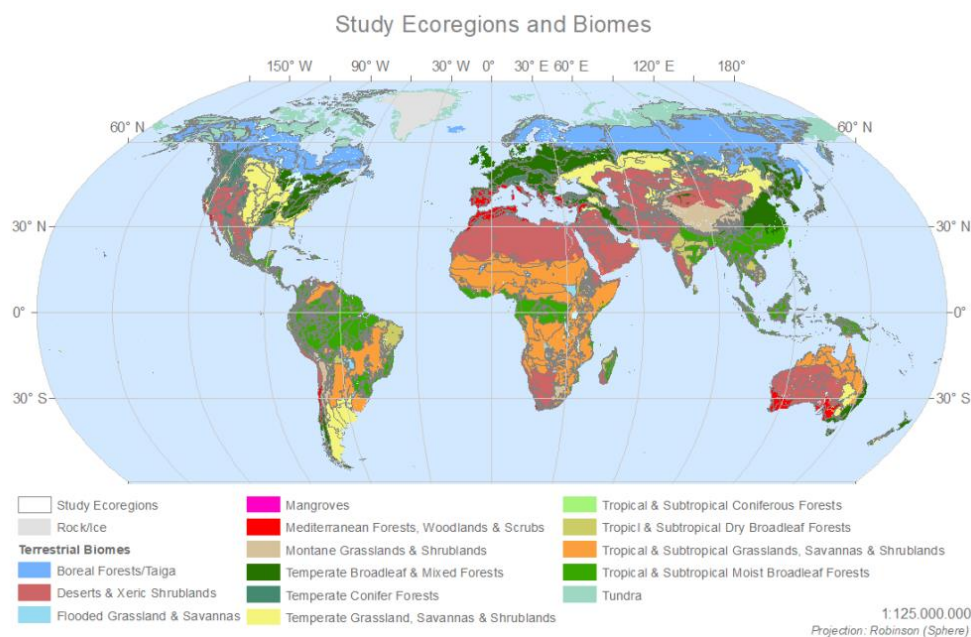 Study Ecoregions and Biomes
150° W 90° W 30° W 0° 30° E 60° E 120° E 180°
60° N 60° N
30° N 30° N
0° 0°
30° S 30° S
Study Ecoregions
Rock/Ice
Terrestrial Biomes
Boreal Forests/Taiga
Deserts & Xeric Shrublands
Flooded Grassland & Savannas
Mangroves
Mediterranean Forests, Woodlands & Scrubs
Montane Grasslands & Shrublands
Temperate Broadleaf & Mixed Forests
Temperate Conifer Forests
Temperate Grassland, Savannas & Shrublands
Tropical & Subtropical Coniferous Forests
Tropicl & Subtropical Dry Broadleaf Forests
Tropical & Subtropical Grasslands, Savannas & Shrublands
Tropical & Subtropical Moist Broadleaf Forests
Tundra
1:125.000.000
Projection: Robinson (Sphere)